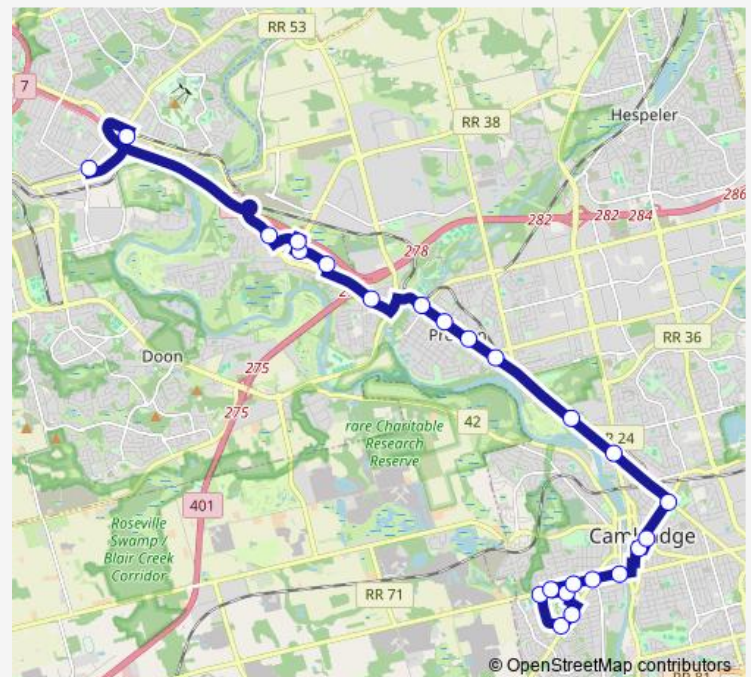 RR 53
7
Hespeler
RR 38
286
282
282
284
278
275
275
Doon
RR 36
42
rare Charitable
Research
Reserve
401
Roseville
Swamp /
Blair Creek
Corridor
RR 71
© OpenStreetMap contributors